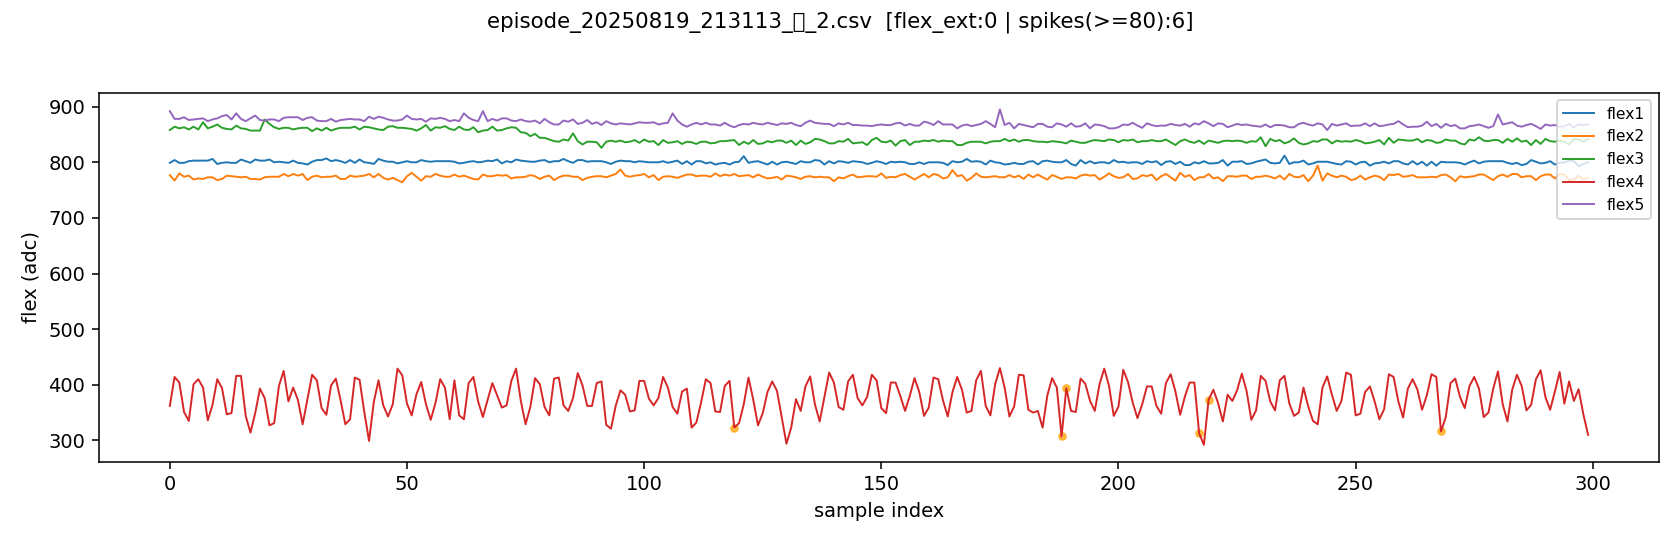 episode_20250819_213113_▯_2.csv [flex_ext:0 | spikes(>=80):6]
900
800
700
600
500
400
300
flex (adc)
0 50 100 150 200 250 300
sample index
flex1
flex2
flex3
flex4
flex5